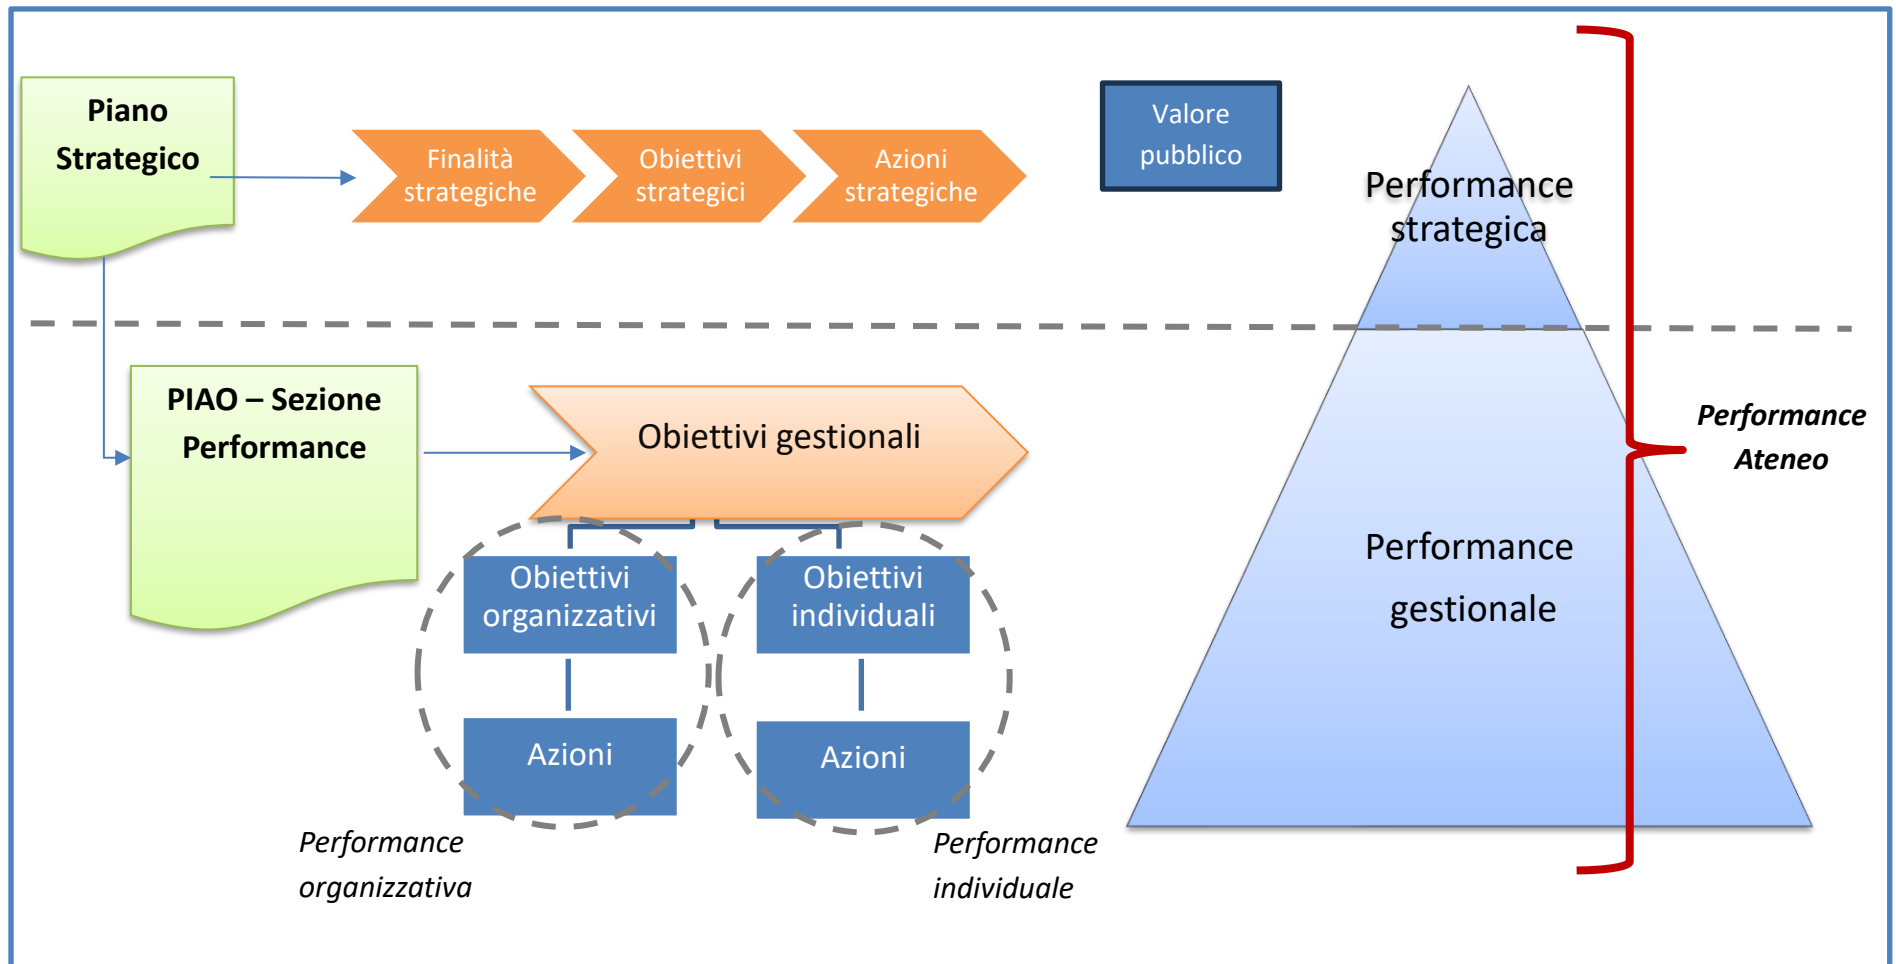 Piano
Strategico
Finalità
strategiche
Obiettivi
strategici
Azioni
strategiche
Valore
pubblico
Performance
strategica
PIAO – Sezione
Performance
Obiettivi gestionali
Performance
Ateneo
Obiettivi
organizzativi
Obiettivi
individuali
Performance
gestionale
Azioni
Azioni
Performance
organizzativa
Performance
individuale